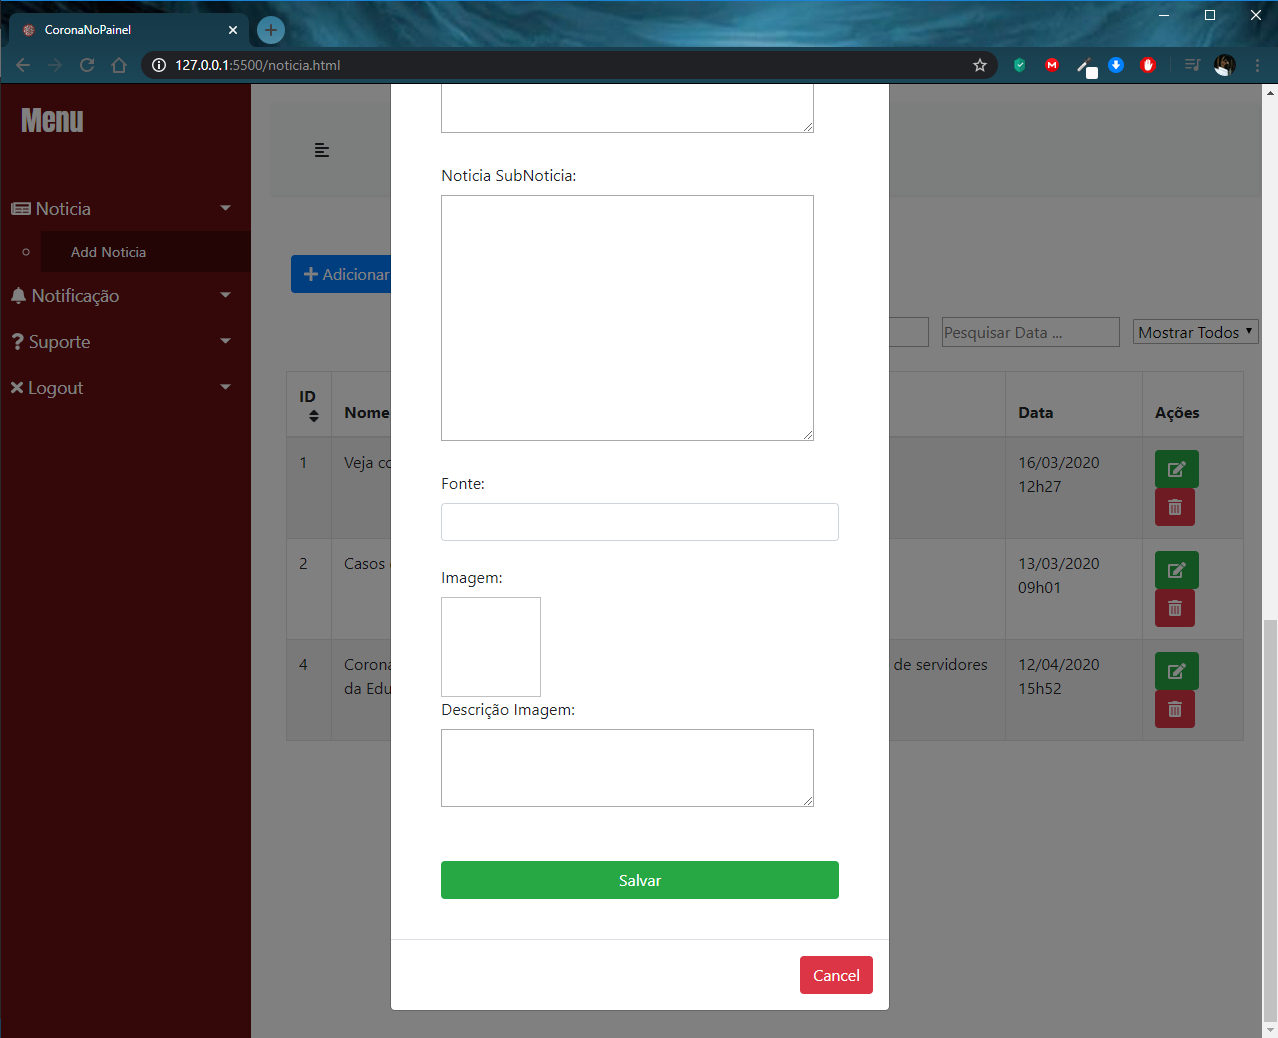 CoronaNoPainel
127.0.0.1:5500/noticia.html
Menu
Noticia
Add Noticia
Notificação
Suporte
Logout
Adicionar
Pesquisar Data ...
Mostrar Todos
ID
Nome
Data
Ações
1
Veja co
16/03/2020
12h27
2
Casos
13/03/2020
09h01
4
Corona
de servidores
da Edu
12/04/2020
15h52
Noticia SubNoticia:
Fonte:
Imagem:
Descrição Imagem:
Salvar
Cancel